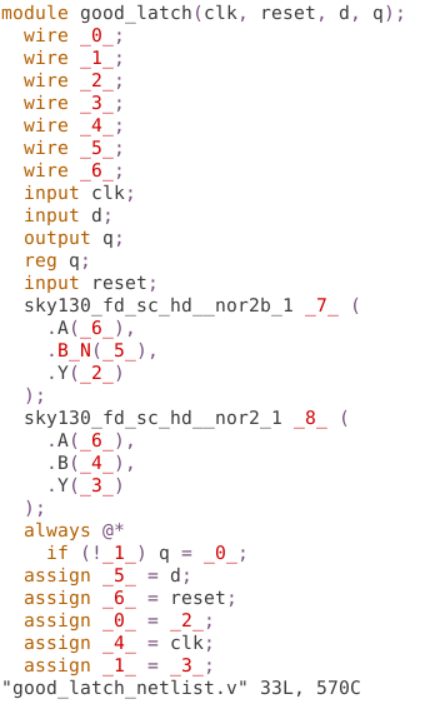 module good_latch(clk, reset, d, q);
  wire _0_;
  wire _1_;
  wire _2_;
  wire _3_;
  wire _4_;
  wire _5_;
  wire _6_;
  input clk;
  input d;
  output q;
  reg q;
  input reset;
  sky130_fd_sc_hd__nor2b_1 _7_ (
    .A(_6_),
    .B_N(_5_),
    .Y(_2_)
  );
  sky130_fd_sc_hd__nor2_1 _8_ (
    .A(_6_),
    .B(_4_),
    .Y(_3_)
  );
  always @*
    if (!_1_) q = _0_;
  assign _5_ = d;
  assign _6_ = reset;
  assign _0_ = _2_;
  assign _4_ = clk;
  assign _1_ = _3_;
"good_latch_netlist.v" 33L, 570C